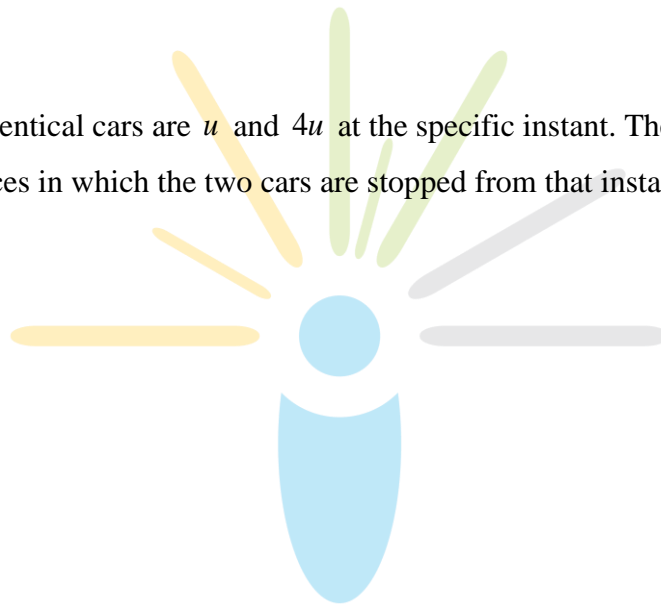 entical cars are u and 4u at the specific instant. The
ces in which the two cars are stopped from that insta